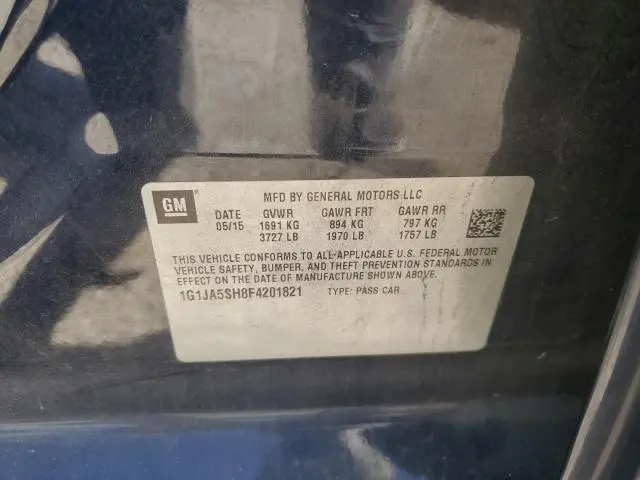 GM
MFD BY GENERAL MOTORS LLC
DATE GVWR GAWR FRT GAWR RR
05/15 1691 KG 894 KG 797 KG
3727 LB 1970 LB 1757 LB
THIS VEHICLE CONFORMS TO ALL APPLICABLE U.S. FEDERAL MOTOR
VEHICLE SAFETY, BUMPER, AND THEFT PREVENTION STANDARDS IN
EFFECT ON THE DATE OF MANUFACTURE SHOWN ABOVE.
1G1JA5SH8F4201821 TYPE: PASS CAR